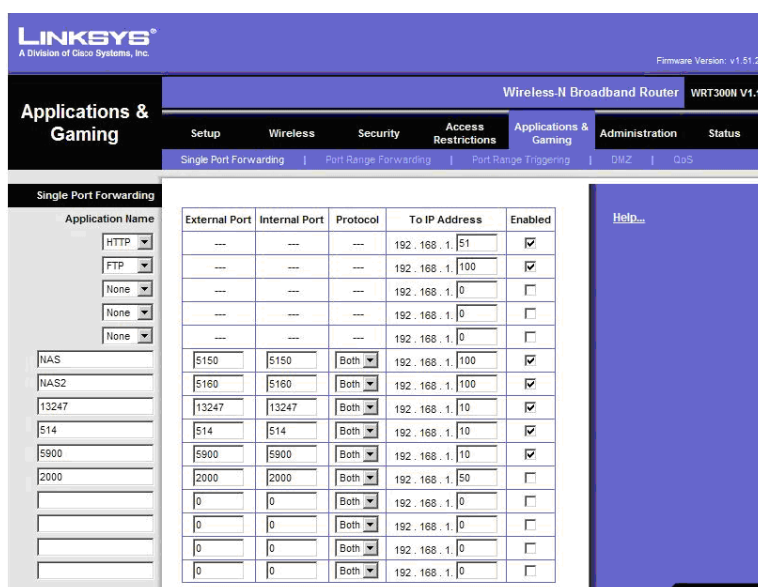 LINKSYS®
A Division of Cisco Systems, Inc.
Firmware Version: v1.51.2
Wireless-N Broadband Router WRT300N V1.
Applications & Gaming
Setup Wireless Security Access Restrictions Applications & Gaming Administration Status
Single Port Forwarding | Port Range Forwarding | Port Range Triggering | DMZ | QoS
Single Port Forwarding
Help...
Application Name External Port Internal Port Protocol To IP Address Enabled
HTTP --- --- --- 192 . 168 . 1. 51
FTP --- --- --- 192 . 168 . 1. 100
None --- --- --- 192 . 168 . 1. 0
None --- --- --- 192 . 168 . 1. 0
None --- --- --- 192 . 168 . 1. 0
NAS 5150 5150 Both 192 . 168 . 1. 100
NAS2 5160 5160 Both 192 . 168 . 1. 100
13247 13247 13247 Both 192 . 168 . 1. 10
514 514 514 Both 192 . 168 . 1. 10
5900 5900 5900 Both 192 . 168 . 1. 10
2000 2000 2000 Both 192 . 168 . 1. 50
0 0 Both 192 . 168 . 1. 0
0 0 Both 192 . 168 . 1. 0
0 0 Both 192 . 168 . 1. 0
0 0 Both 192 . 168 . 1. 0